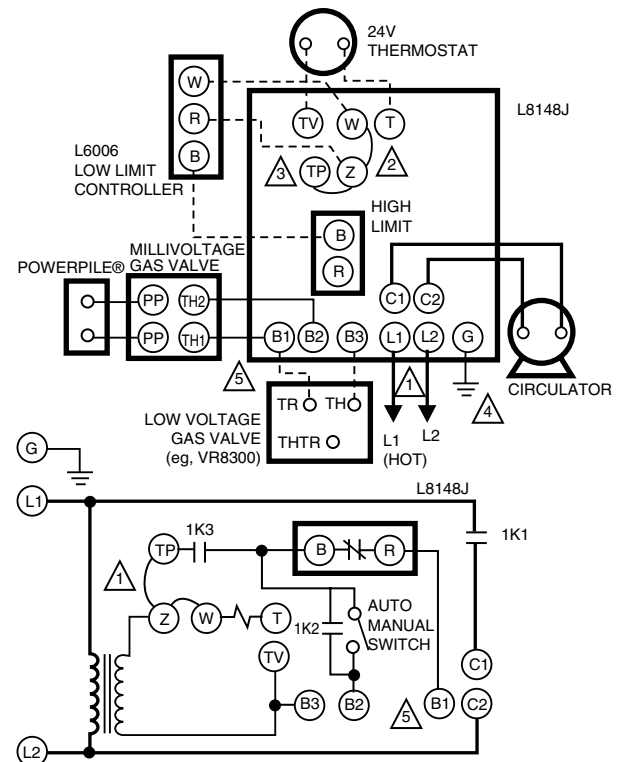 24V
THERMOSTAT
L8148J
W
R
B
L6006
LOW LIMIT
CONTROLLER
TV
W
T
3
TP
Z
2
HIGH
LIMIT
B
R
MILLIVOLTAGE
GAS VALVE
POWERPILE®
PP
TH2
PP
TH1
C1
C2
B1
B2
B3
L1
L2
G
5
1
4
CIRCULATOR
TR
TH
LOW VOLTAGE
GAS VALVE
(eg, VR8300)
THTR
L1
(HOT)
L2
G
L1
L8148J
1K3
1K1
TP
B
R
1
Z
W
T
1K2
AUTO
MANUAL
SWITCH
TV
C1
B3
B2
5
B1
C2
L2